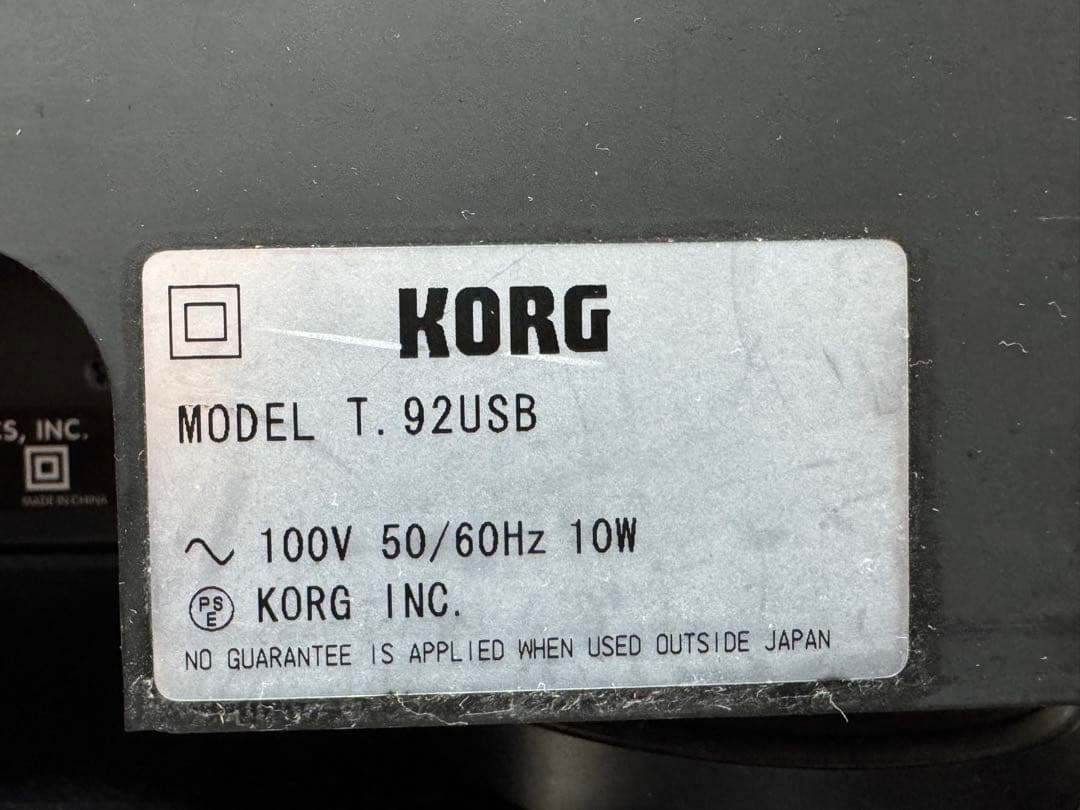 KORG
MODEL T.92USB
100V 50/60Hz 10W
PSE KORG INC.
NO GUARANTEE IS APPLIED WHEN USED OUTSIDE JAPAN
S, INC.
MADE IN CHINA